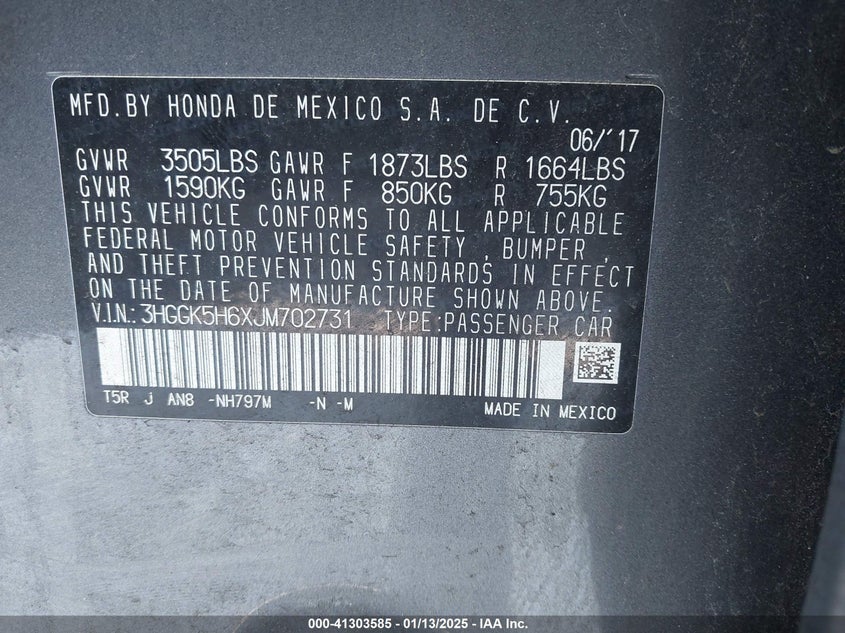 MFD.BY HONDA DE MEXICO S.A. DE C.V.
06/'17
GVWR 3505LBS GAWR F 1873LBS R 1664LBS
GVWR 1590KG GAWR F 850KG R 755KG
THIS VEHICLE CONFORMS TO ALL APPLICABLE
FEDERAL MOTOR VEHICLE SAFETY , BUMPER ,
AND THEFT PREVENTION STANDARDS IN EFFECT
ON THE DATE OF MANUFACTURE SHOWN ABOVE.
V.I.N.: 3HGGK5H6XJM702731 TYPE:PASSENGER CAR
T5R J AN8 -NH797M -N -M MADE IN MEXICO
000-41303585 - 01/13/2025 - IAA Inc.